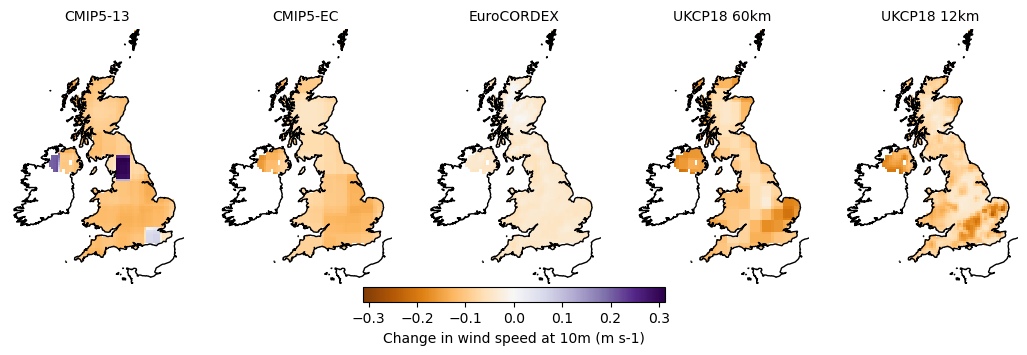 CMIP5-13 CMIP5-EC EuroCORDEX UKCP18 60km UKCP18 12km
−0.3 −0.2 −0.1 0.0 0.1 0.2 0.3
Change in wind speed at 10m (m s-1)